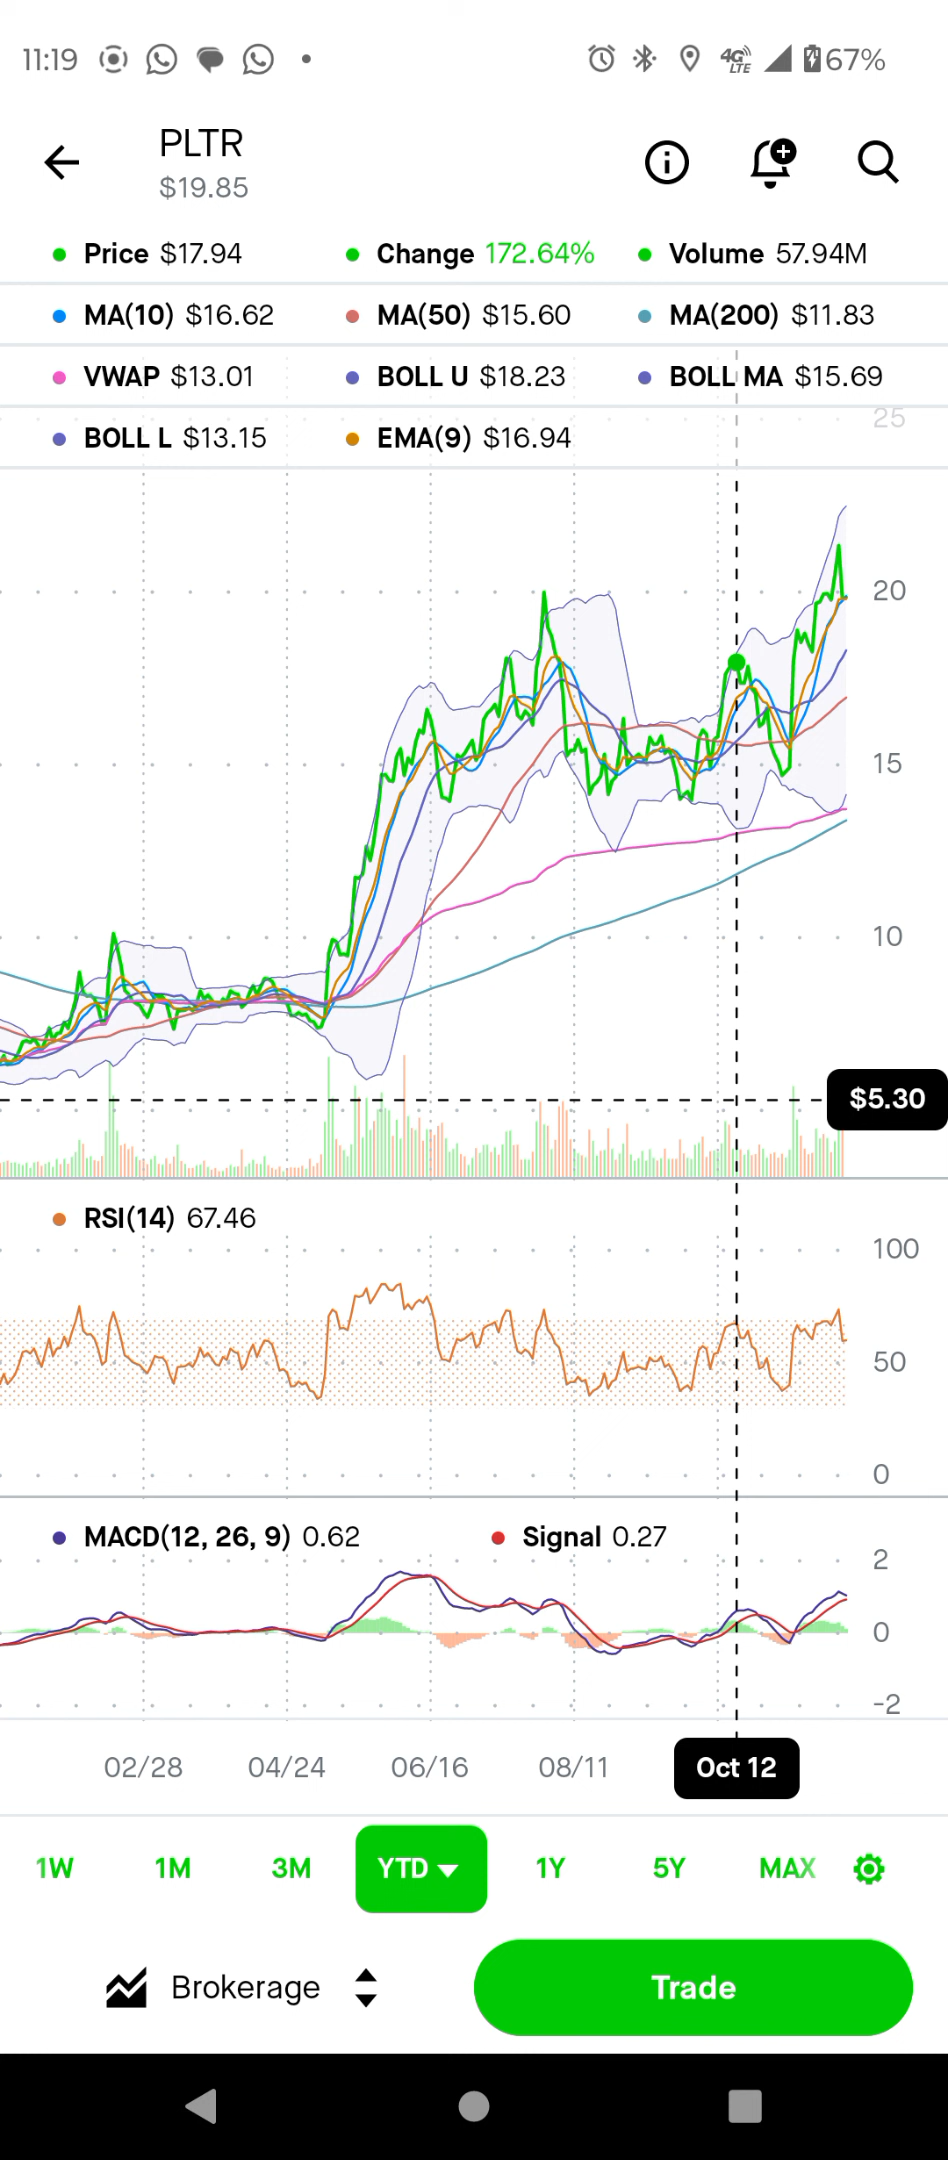 11:19 4G LTE 67%
PLTR
$19.85
Price $17.94 Change 172.64% Volume 57.94M
MA(10) $16.62 MA(50) $15.60 MA(200) $11.83
VWAP $13.01 BOLL U $18.23 BOLL MA $15.69
25
BOLL L $13.15 EMA(9) $16.94
20
15
10
$5.30
RSI(14) 67.46
100
50
0
MACD(12, 26, 9) 0.62 Signal 0.27
2
0
-2
02/28 04/24 06/16 08/11 Oct 12
1W 1M 3M YTD 1Y 5Y MAX
Brokerage Trade